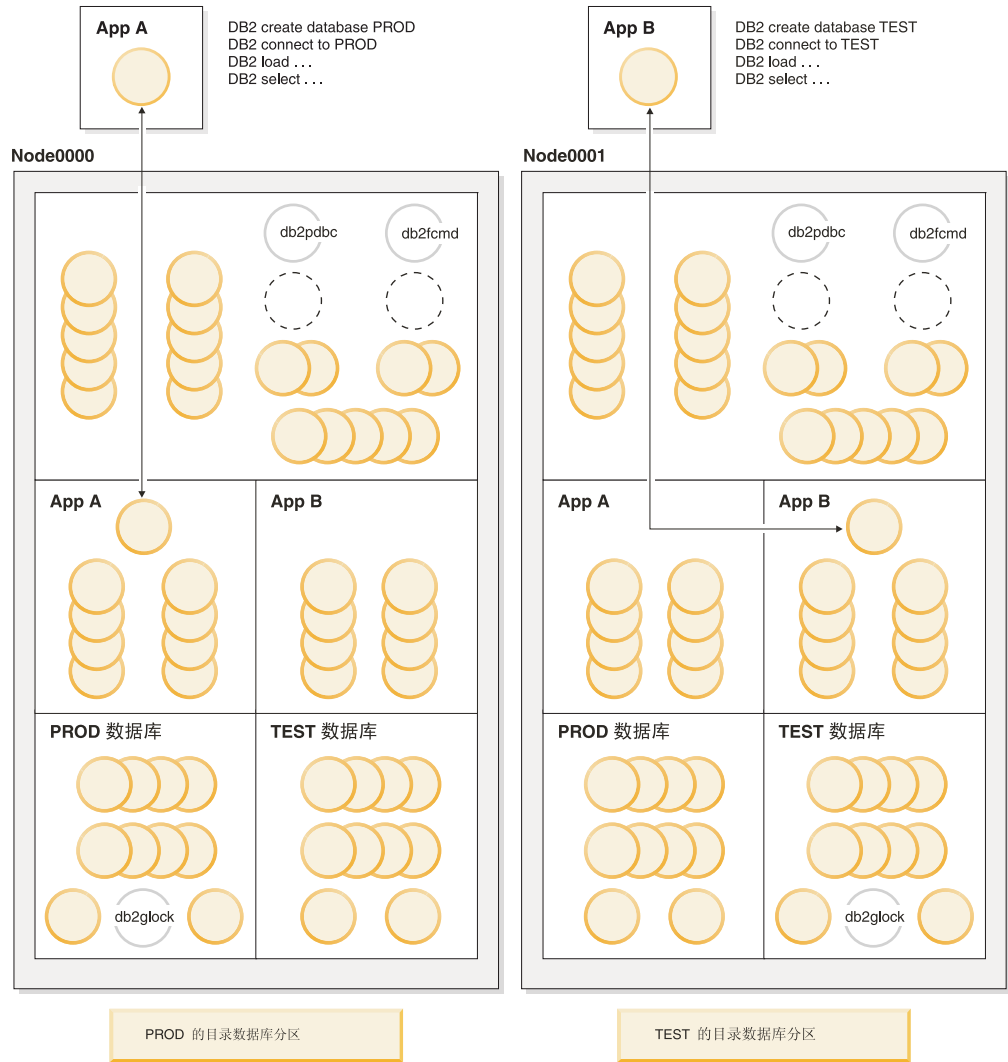 App A
DB2 create database PROD
DB2 connect to PROD
DB2 load . . .
DB2 select . . .
App B
DB2 create database TEST
DB2 connect to TEST
DB2 load . . .
DB2 select . . .
Node0000
db2pdbc
db2fcmd
App A
App B
PROD 数据库
TEST 数据库
db2glock
PROD 的目录数据库分区
Node0001
db2pdbc
db2fcmd
App A
App B
PROD 数据库
TEST 数据库
db2glock
TEST 的目录数据库分区